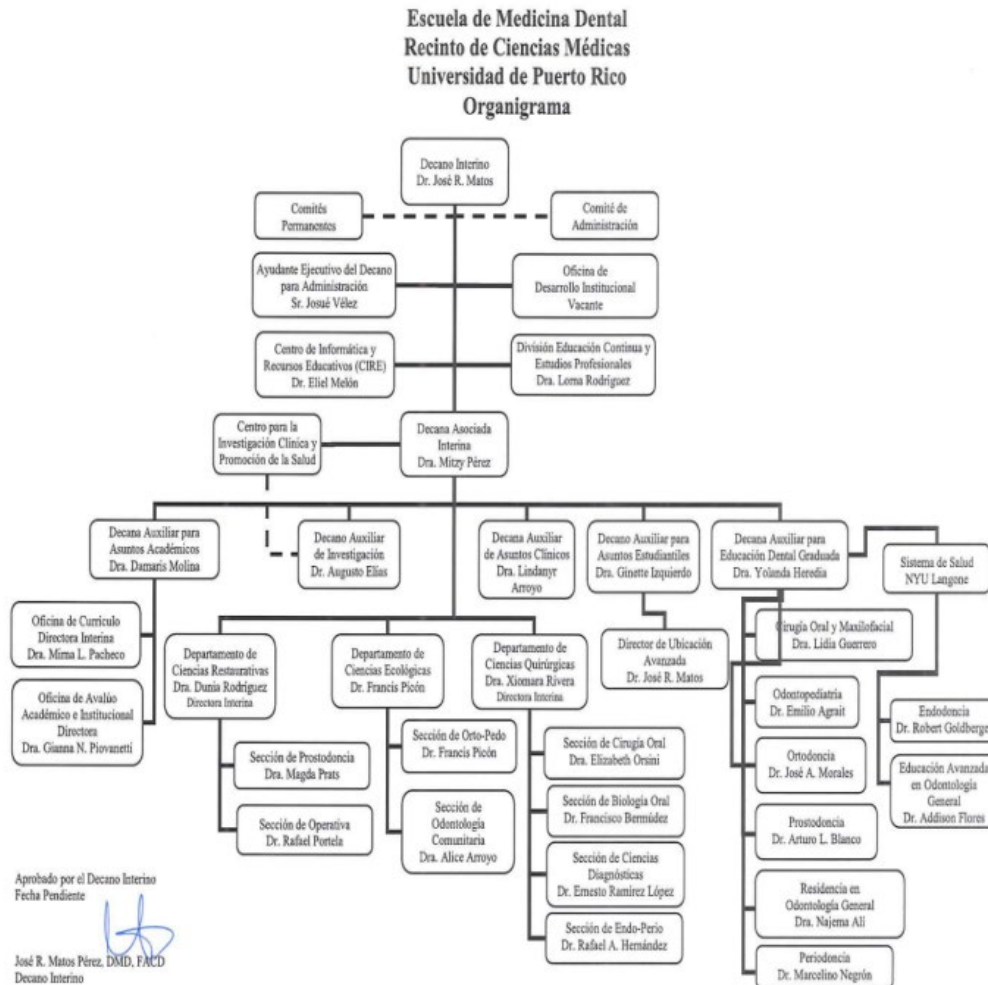 Escuela de Medicina Dental
Recinto de Ciencias Médicas
Universidad de Puerto Rico
Organigrama
Decano Interino
Dr. José R. Matos
Comités
Permanentes
Comité de
Administración
Ayudante Ejecutivo del Decano
para Administración
Sr. Josué Vélez
Oficina de
Desarrollo Institucional
Vacante
Centro de Informática y
Recursos Educativos (CIRE)
Dr. Eliel Melón
División Educación Continua y
Estudios Profesionales
Dra. Lorna Rodríguez
Centro para la
Investigación Clínica y
Promoción de la Salud
Decana Asociada
Interina
Dra. Mitzy Pérez
Decana Auxiliar para
Asuntos Académicos
Dra. Damaris Molina
Decano Auxiliar
de Investigación
Dr. Augusto Elías
Decana Auxiliar
de Asuntos Clínicos
Dra. Lindanyr
Arroyo
Decano Auxiliar para
Asuntos Estudiantiles
Dra. Ginette Izquierdo
Decana Auxiliar para
Educación Dental Graduada
Dra. Yolanda Heredia
Sistema de Salud
NYU Langone
Oficina de Currículo
Directora Interina
Dra. Mirna L. Pacheco
Oficina de Avalúo
Académico e Institucional
Directora
Dra. Gianna N. Piovanetti
Departamento de
Ciencias Restaurativas
Dra. Dunia Rodríguez
Directora Interina
Departamento de
Ciencias Ecológicas
Dr. Francis Picón
Departamento de
Ciencias Quirúrgicas
Dra. Xiomara Rivera
Directora Interina
Director de Ubicación
Avanzada
Dr. José R. Matos
Cirugía Oral y Maxilofacial
Dra. Lidia Guerrero
Odontopediatría
Dr. Emilio Agrait
Ortodoncia
Dr. José A. Morales
Prostodoncia
Dr. Arturo L. Blanco
Residencia en
Odontología General
Dra. Najema Alí
Periodoncia
Dr. Marcelino Negrón
Endodoncia
Dr. Robert Goldberger
Educación Avanzada
en Odontología
General
Dr. Addison Flores
Sección de Prostodoncia
Dra. Magda Prats
Sección de Operativa
Dr. Rafael Portela
Sección de Orto-Pedo
Dr. Francis Picón
Sección de
Odontología
Comunitaria
Dra. Alice Arroyo
Sección de Cirugía Oral
Dra. Elizabeth Orsini
Sección de Biología Oral
Dr. Francisco Bermúdez
Sección de Ciencias
Diagnósticas
Dr. Ernesto Ramírez López
Sección de Endo-Perio
Dr. Rafael A. Hernández
Aprobado por el Decano Interino
Fecha Pendiente
José R. Matos Pérez, DMD, FACD
Decano Interino